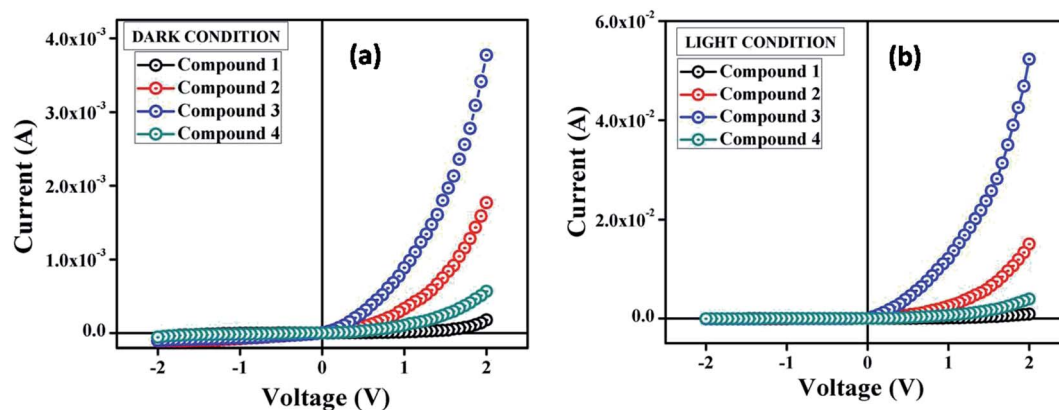 DARK CONDITION
Compound 1
Compound 2
Compound 3
Compound 4
(a)
4.0x10⁻³
3.0x10⁻³
2.0x10⁻³
1.0x10⁻³
0.0
Current (A)
-2 -1 0 1 2
Voltage (V)
LIGHT CONDITION
Compound 1
Compound 2
Compound 3
Compound 4
(b)
6.0x10⁻²
4.0x10⁻²
2.0x10⁻²
0.0
Current (A)
-2 -1 0 1 2
Voltage (V)